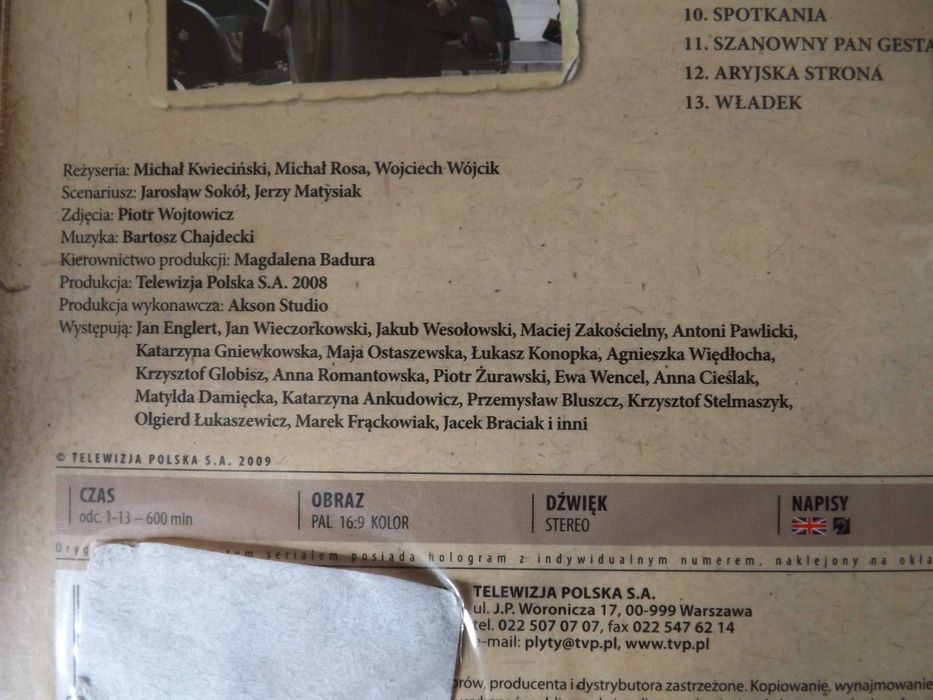 10. SPOTKANIA
11. SZANOWNY PAN GESTA
12. ARYJSKA STRONA
13. WŁADEK
Reżyseria: Michał Kwieciński, Michał Rosa, Wojciech Wójcik
Scenariusz: Jarosław Sokół, Jerzy Matysiak
Zdjęcia: Piotr Wojtowicz
Muzyka: Bartosz Chajdecki
Kierownictwo produkcji: Magdalena Badura
Produkcja: Telewizja Polska S.A. 2008
Produkcja wykonawcza: Akson Studio
Występują: Jan Englert, Jan Wieczorkowski, Jakub Wesołowski, Maciej Zakościelny, Antoni Pawlicki,
Katarzyna Gniewkowska, Maja Ostaszewska, Łukasz Konopka, Agnieszka Więdłocha,
Krzysztof Globisz, Anna Romantowska, Piotr Żurawski, Ewa Wencel, Anna Cieślak,
Matylda Damięcka, Katarzyna Ankudowicz, Przemysław Bluszcz, Krzysztof Stelmaszyk,
Olgierd Łukaszewicz, Marek Frąckowiak, Jacek Braciak i inni
© TELEWIZJA POLSKA S.A. 2009
CZAS
odc. 1-13 – 600 min
OBRAZ
PAL 16:9 KOLOR
DŹWIĘK
STEREO
NAPISY
serialem posiada hologram z indywidualnym numerem, naklejony na okła
TELEWIZJA POLSKA S.A.
ul. J.P. Woronicza 17, 00-999 Warszawa
tel. 022 507 07 07, fax 022 547 62 14
e-mail: plyty@tvp.pl, www.tvp.pl
orów, producenta i dystrybutora zastrzeżone. Kopiowanie, wynajmowanie